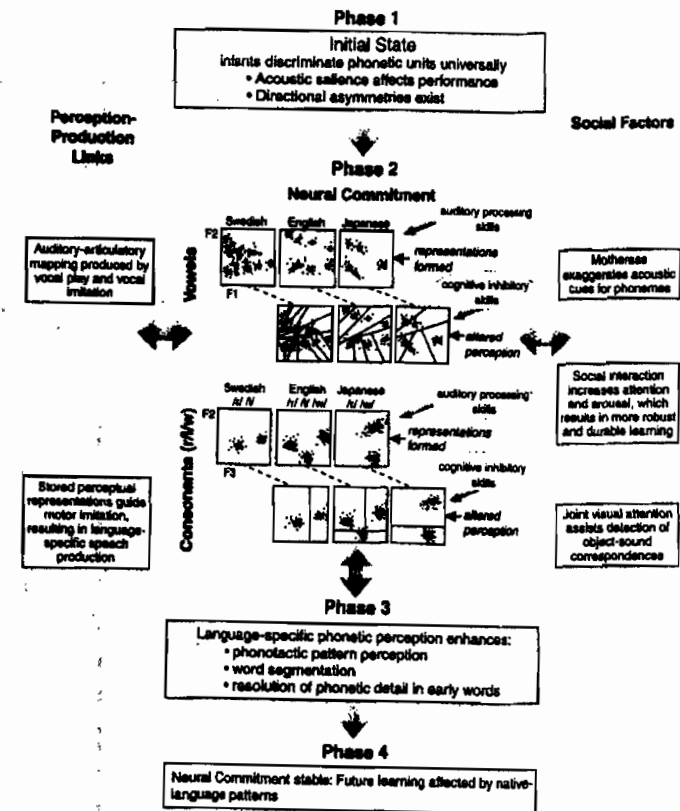 Phase 1
Initial State
Infants discriminate phonetic units universally
• Acoustic salience affects performance
• Directional asymmetries exist
Perception-
Production
Links
Social Factors
Phase 2
Neural Commitment
Swedish English Japanese
auditory processing
skills
F2
representations
formed
Vowels
F1
cognitive inhibitory
skills
altered
perception
Auditory-articulatory
mapping produced by
vocal play and vocal
imitation
Motherese
exaggerates acoustic
cues for phonemes
Social interaction
increases attention
and arousal, which
results in more robust
and durable learning
Swedish English Japanese
/r/ /l/ /r/ /l/ /w/ /r/ /w/
auditory processing
skills
F2
representations
formed
Consonants (r/l/w)
F3
cognitive inhibitory
skills
altered
perception
Stored perceptual
representations guide
motor imitation,
resulting in language-
specific speech
production
Joint visual attention
assists detection of
object-sound
correspondences
Phase 3
Language-specific phonetic perception enhances:
• phonotactic pattern perception
• word segmentation
• resolution of phonetic detail in early words
Phase 4
Neural Commitment stable: Future learning affected by native-
language patterns